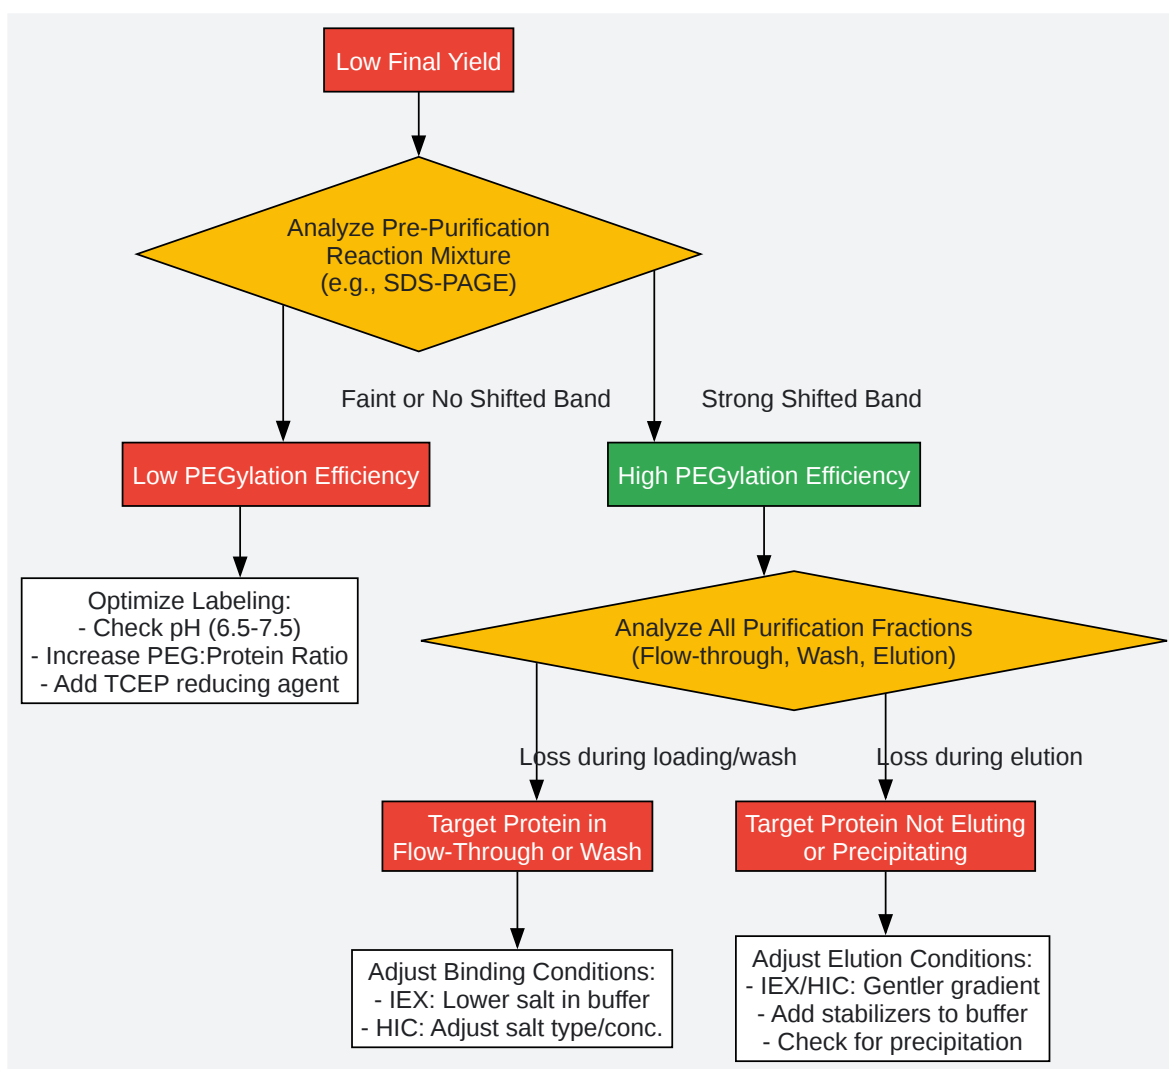 Low Final Yield
Analyze Pre-Purification
Reaction Mixture
(e.g., SDS-PAGE)
Faint or No Shifted Band
Strong Shifted Band
Low PEGylation Efficiency
High PEGylation Efficiency
Optimize Labeling:
- Check pH (6.5-7.5)
- Increase PEG:Protein Ratio
- Add TCEP reducing agent
Analyze All Purification Fractions
(Flow-through, Wash, Elution)
Loss during loading/wash
Loss during elution
Target Protein in
Flow-Through or Wash
Target Protein Not Eluting
or Precipitating
Adjust Binding Conditions:
- IEX: Lower salt in buffer
- HIC: Adjust salt type/conc.
Adjust Elution Conditions:
- IEX/HIC: Gentler gradient
- Add stabilizers to buffer
- Check for precipitation